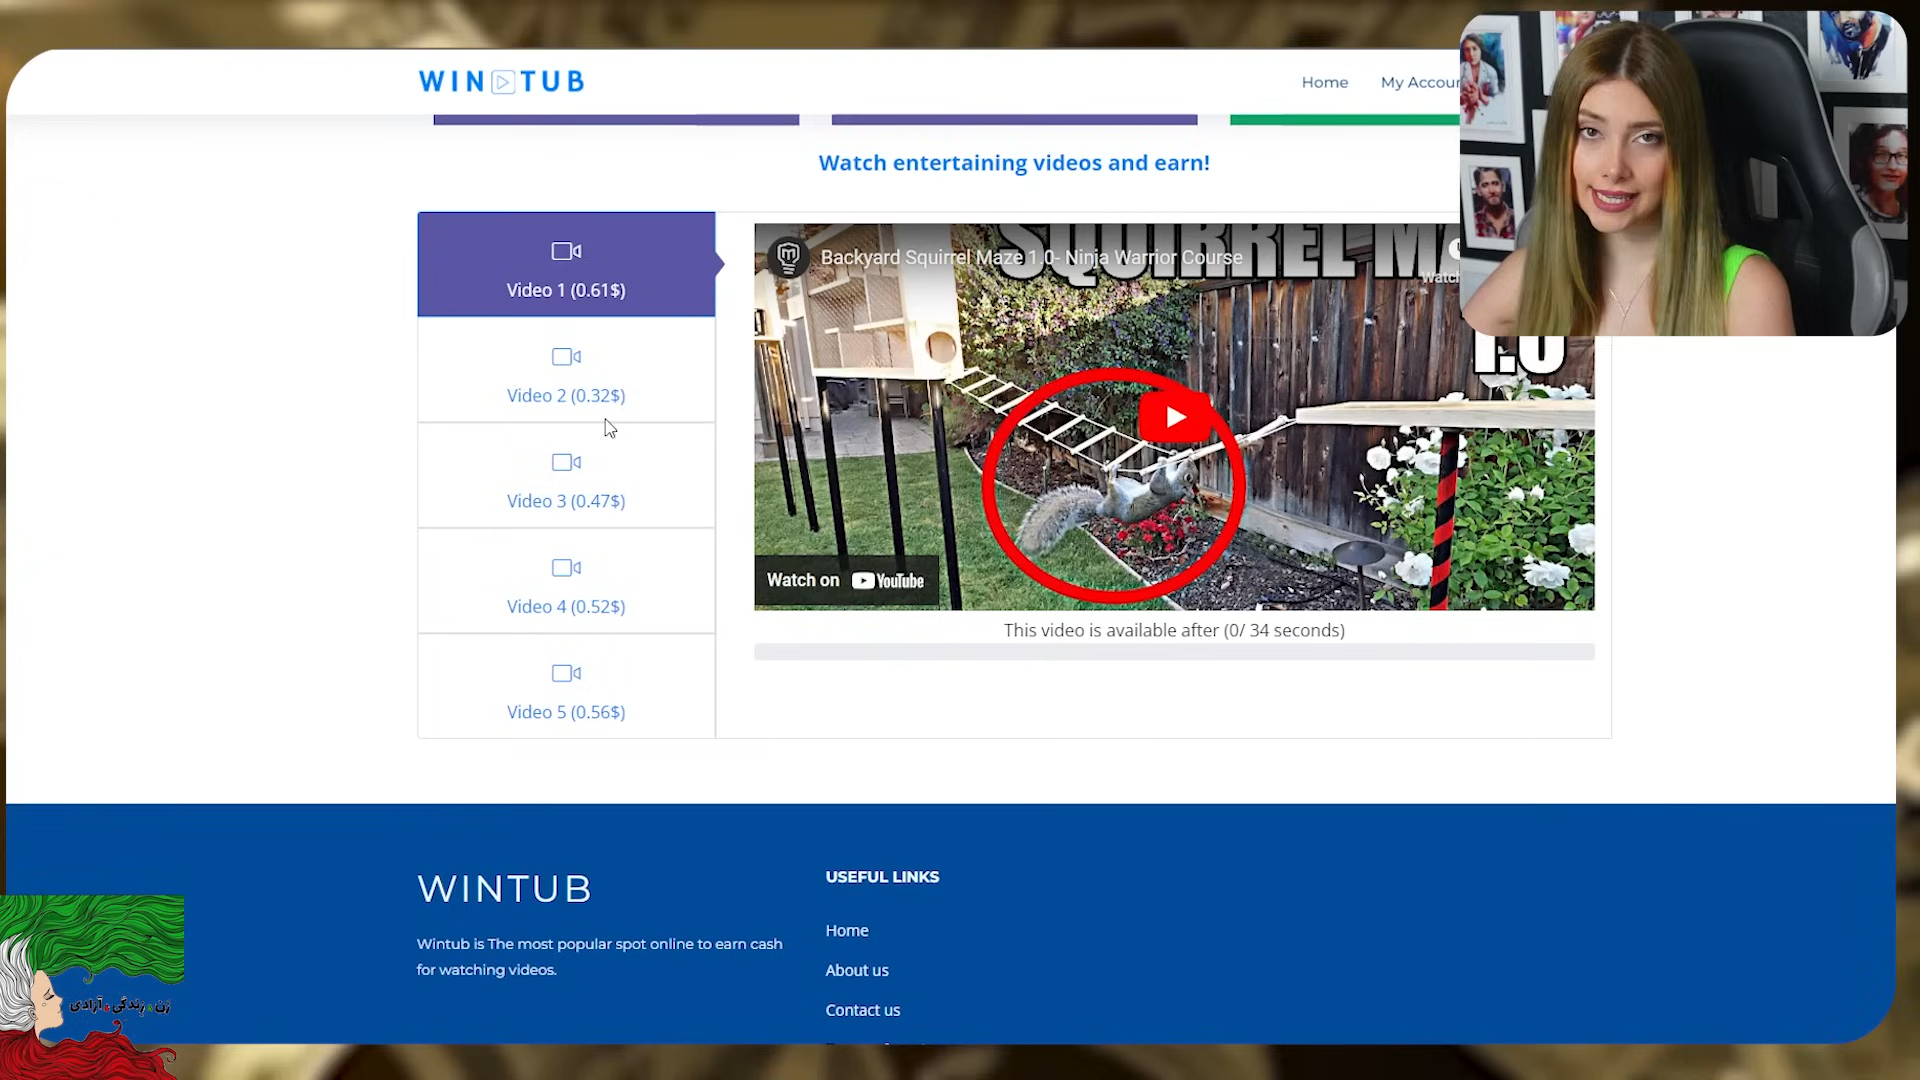 WIN TUB
Home
My Accoun
Watch entertaining videos and earn!
Video 1 (0.61$)
Video 2 (0.32$)
Video 3 (0.47$)
Video 4 (0.52$)
Video 5 (0.56$)
SQUIRREL MA
Backyard Squirrel Maze 1.0- Ninja Warrior Course
Watch
1.0
Watch on YouTube
This video is available after (0/ 34 seconds)
WINTUB
Wintub is The most popular spot online to earn cash
for watching videos.
USEFUL LINKS
Home
About us
Contact us
زن زندگی آزادی